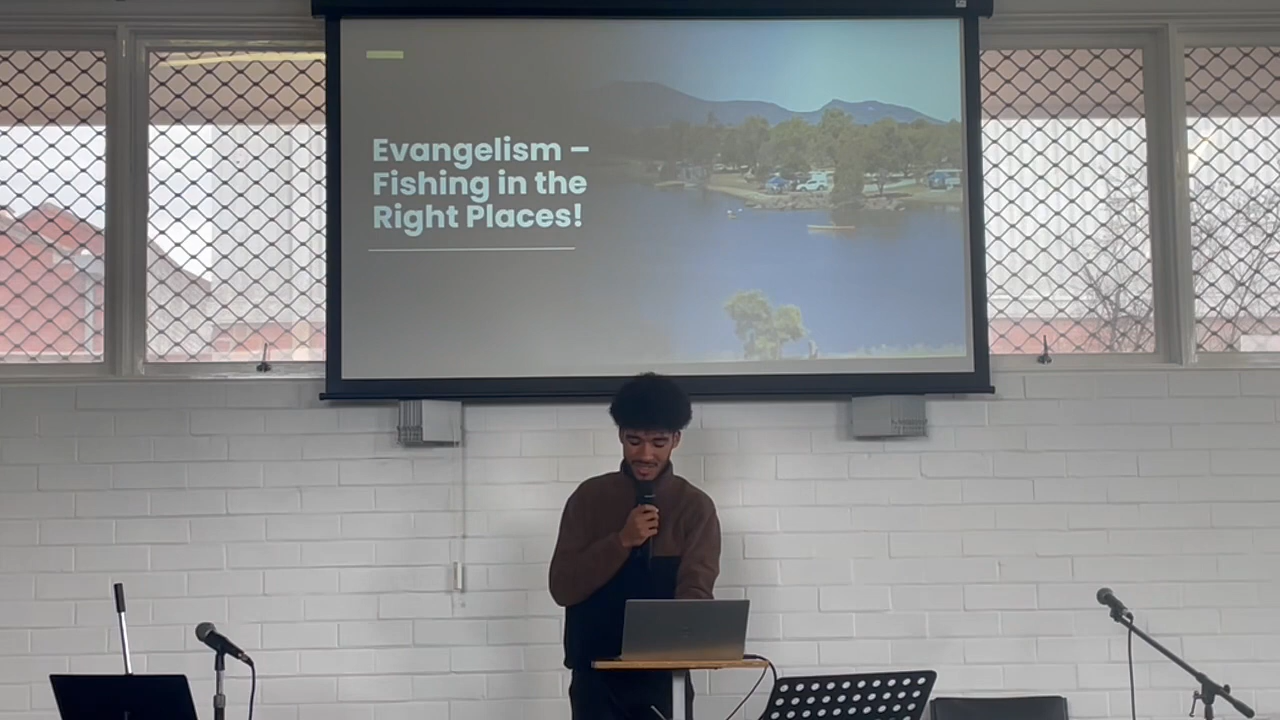 Evangelism –
Fishing in the
Right Places!